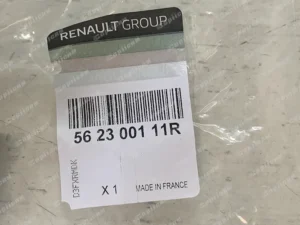 RENAULT GROUP
56 23 001 11R
X 1
MADE IN FRANCE